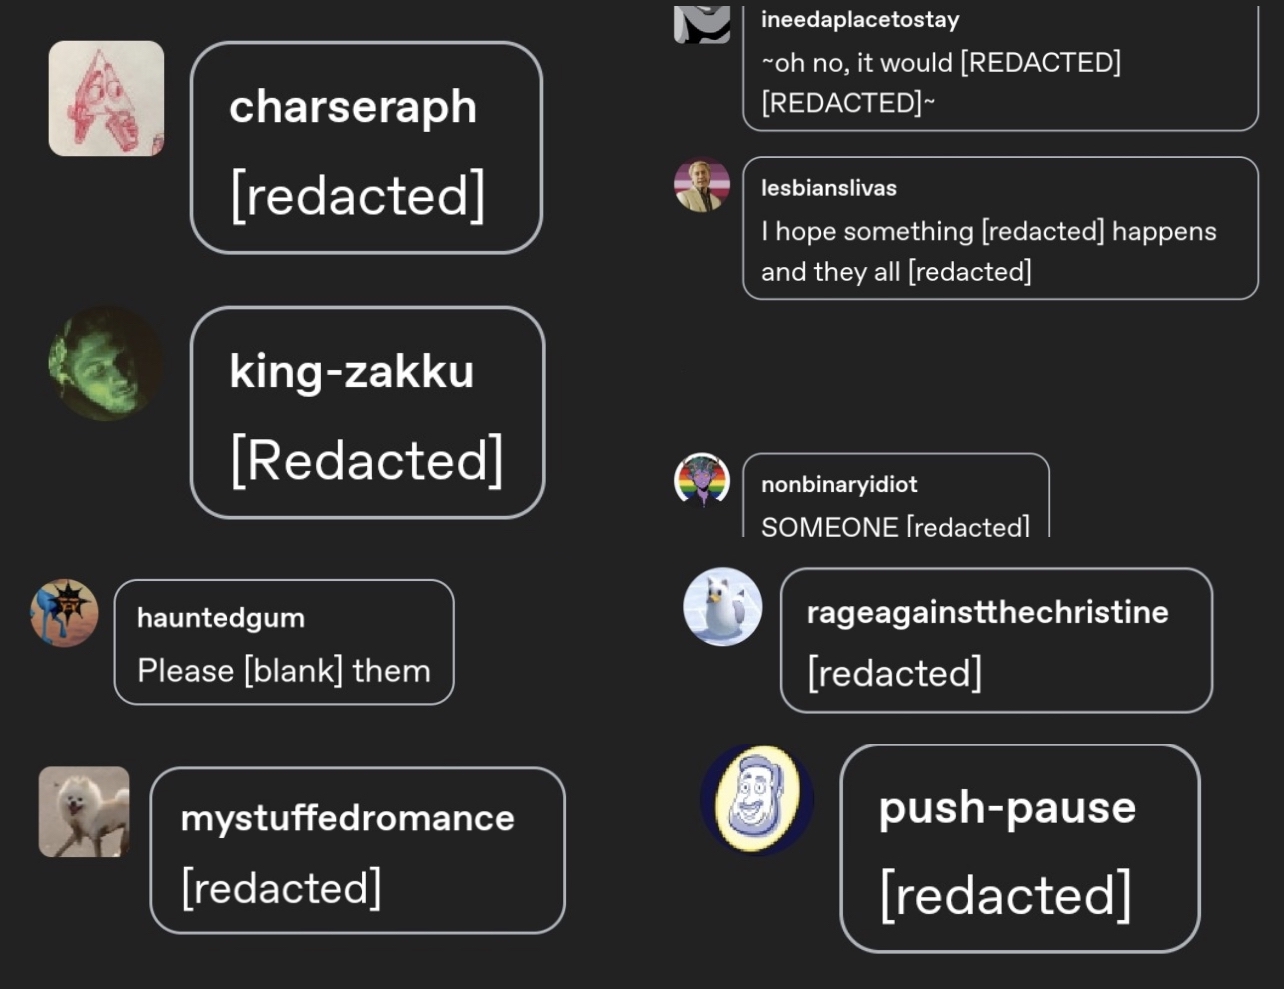 charseraph
[redacted]
king-zakku
[Redacted]
hauntedgum
Please [blank] them
mystuffedromance
[redacted]
ineedaplacetostay
~oh no, it would [REDACTED]
[REDACTED]~
lesbianslivas
I hope something [redacted] happens
and they all [redacted]
nonbinaryidiot
SOMEONE [redacted]
rageagainstthechristine
[redacted]
push-pause
[redacted]